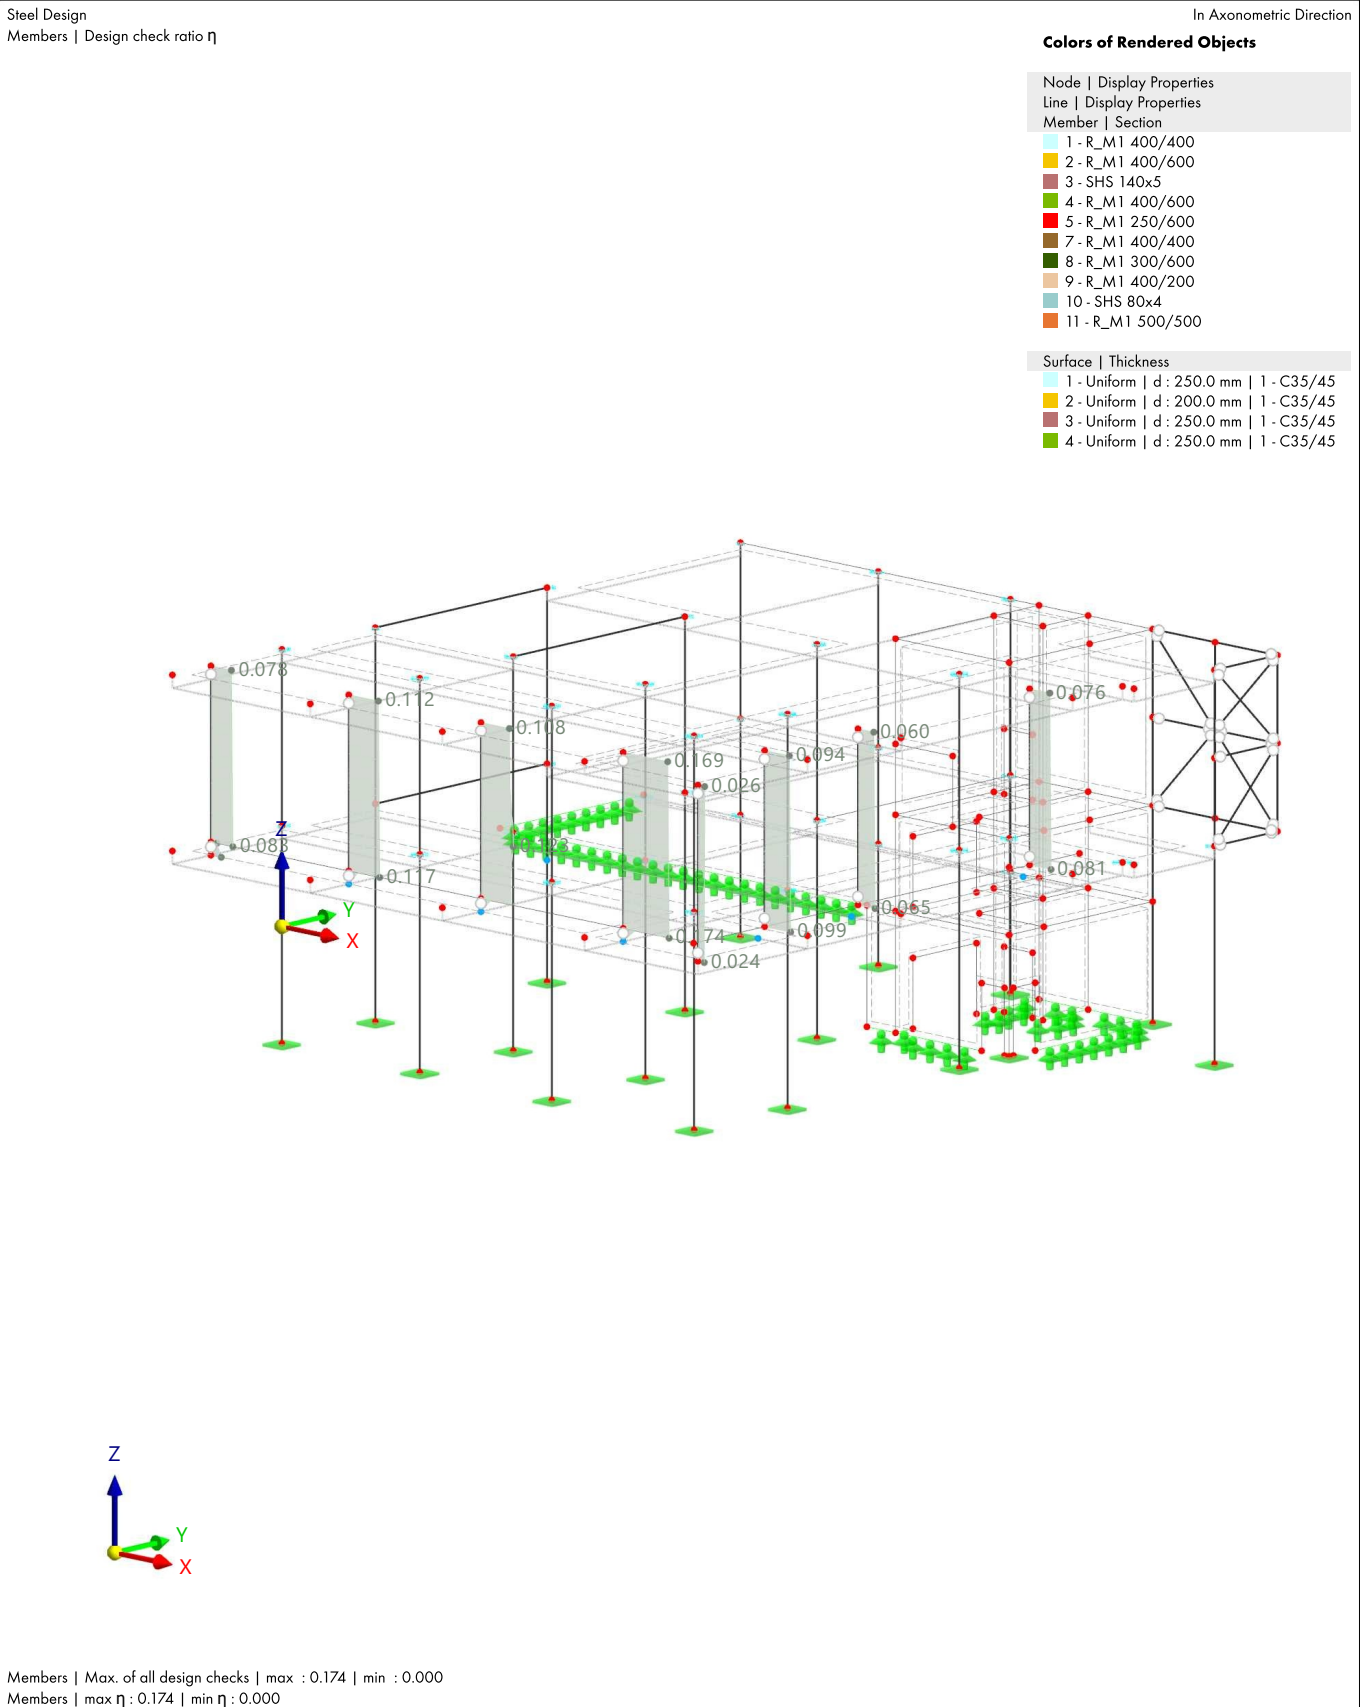 Steel Design
Members | Design check ratio η
In Axonometric Direction
Colors of Rendered Objects
Node | Display Properties
Line | Display Properties
Member | Section
1 - R_M1 400/400
2 - R_M1 400/600
3 - SHS 140x5
4 - R_M1 400/600
5 - R_M1 250/600
7 - R_M1 400/400
8 - R_M1 300/600
9 - R_M1 400/200
10 - SHS 80x4
11 - R_M1 500/500
Surface | Thickness
1 - Uniform | d : 250.0 mm | 1 - C35/45
2 - Uniform | d : 200.0 mm | 1 - C35/45
3 - Uniform | d : 250.0 mm | 1 - C35/45
4 - Uniform | d : 250.0 mm | 1 - C35/45
0.078
0.112
0.076
0.108
0.060
0.094
0.169
0.026
Z
0.083
0.081
0.117
Y
0.065
X
0.099
0.174
0.024
Z
Y
X
Members | Max. of all design checks | max : 0.174 | min : 0.000
Members | max η : 0.174 | min η : 0.000